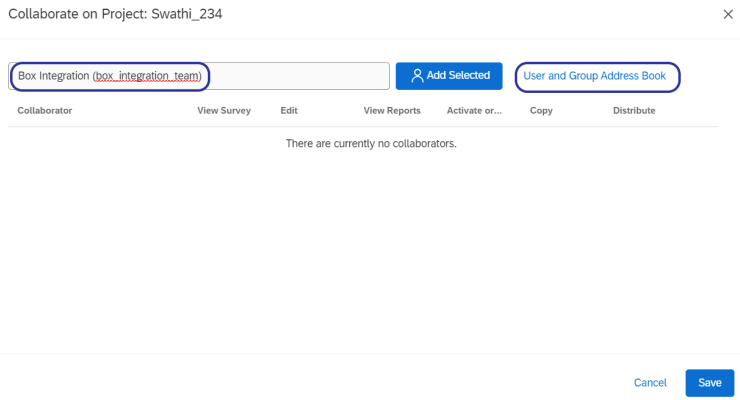 Collaborate on Project: Swathi_234
Box Integration (box_integration_team)
Add Selected
User and Group Address Book
Collaborator View Survey Edit View Reports Activate or... Copy Distribute
There are currently no collaborators.
Cancel Save